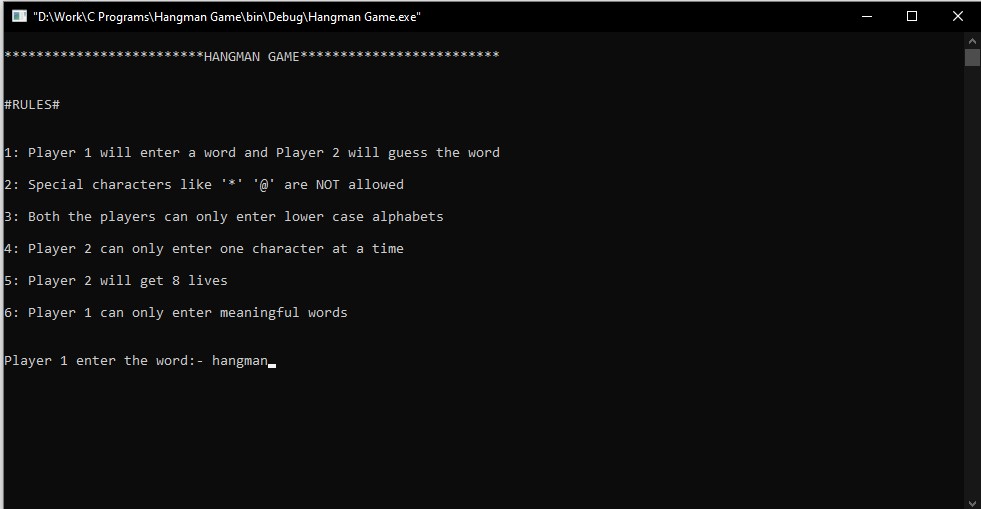 "D:\Work\C Programs\Hangman Game\bin\Debug\Hangman Game.exe"
*************************HANGMAN GAME*************************
#RULES#
1: Player 1 will enter a word and Player 2 will guess the word
2: Special characters like '*' '@' are NOT allowed
3: Both the players can only enter lower case alphabets
4: Player 2 can only enter one character at a time
5: Player 2 will get 8 lives
6: Player 1 can only enter meaningful words
Player 1 enter the word:- hangman